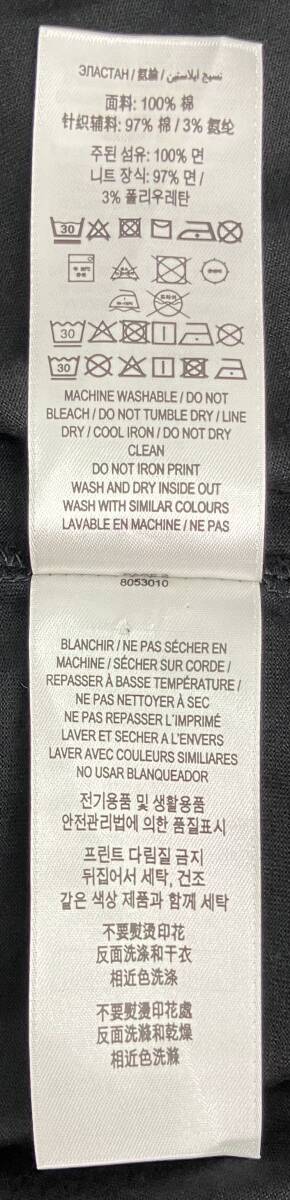 ЭЛАСТАН / 氨綸 / نسيج ايلاستين
面料: 100% 棉
针织辅料: 97% 棉 / 3% 氨纶
주된 섬유: 100% 면
니트 장식: 97% 면 /
3% 폴리우레탄
30
30
30
MACHINE WASHABLE / DO NOT
BLEACH / DO NOT TUMBLE DRY / LINE
DRY / COOL IRON / DO NOT DRY
CLEAN
DO NOT IRON PRINT
WASH AND DRY INSIDE OUT
WASH WITH SIMILAR COLOURS
LAVABLE EN MACHINE / NE PAS
8053010
BLANCHIR / NE PAS SÉCHER EN
MACHINE / SÉCHER SUR CORDE /
REPASSER À BASSE TEMPÉRATURE /
NE PAS NETTOYER À SEC
NE PAS REPASSER L'IMPRIMÉ
LAVER ET SECHER A L'ENVERS
LAVER AVEC COULEURS SIMILIARES
NO USAR BLANQUEADOR
전기용품 및 생활용품
안전관리법에 의한 품질표시
프린트 다림질 금지
뒤집어서 세탁, 건조
같은 색상 제품과 함께 세탁
不要熨烫印花
反面洗涤和干衣
相近色洗涤
不要熨燙印花處
反面洗滌和乾燥
相近色洗滌